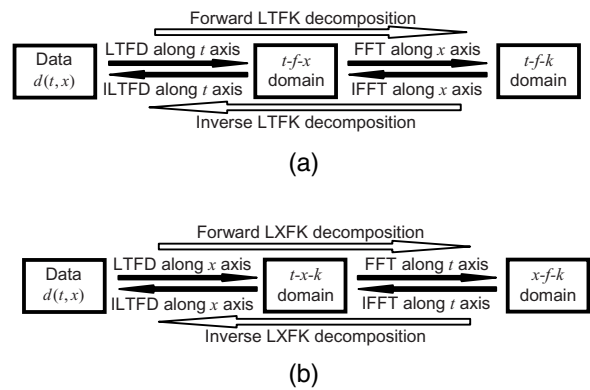 Forward LTFK decomposition
Data
d(t, x)
LTFD along t axis
ILTFD along t axis
t-f-x
domain
FFT along x axis
IFFT along x axis
t-f-k
domain
Inverse LTFK decomposition
(a)
Forward LXFK decomposition
Data
d(t, x)
LTFD along x axis
ILTFD along x axis
t-x-k
domain
FFT along t axis
IFFT along t axis
x-f-k
domain
Inverse LXFK decomposition
(b)